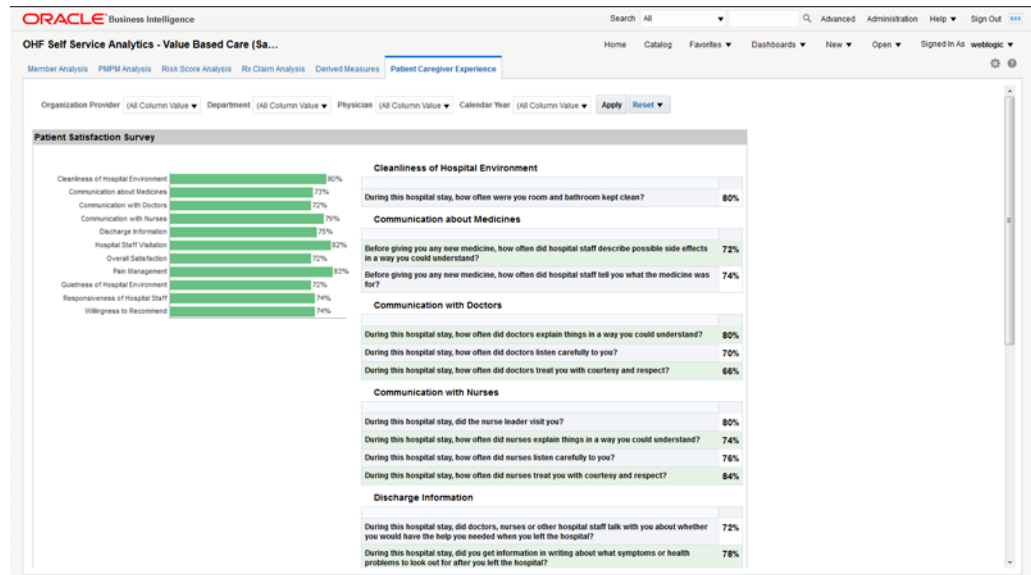 ORACLE Business Intelligence
Search All Advanced Administration Help Sign Out
OHF Self Service Analytics - Value Based Care (Sa...
Home Catalog Favorites Dashboards New Open Signed In As weblogic
Member Analysis PMPM Analysis Risk Score Analysis Rx Claim Analysis Derived Measures Patient Caregiver Experience
Organization Provider (All Column Value Department (All Column Value Physician (All Column Value Calendar Year (All Column Value Apply Reset
Patient Satisfaction Survey
Cleanliness of Hospital Environment 80%
Communication about Medicines 73%
Communication with Doctors 72%
Communication with Nurses 79%
Discharge Information 75%
Hospital Staff Visitation 82%
Overall Satisfaction 72%
Pain Management 83%
Quietness of Hospital Environment 72%
Responsiveness of Hospital Staff 74%
Willingness to Recommend 74%
Cleanliness of Hospital Environment
During this hospital stay, how often were you room and bathroom kept clean? 80%
Communication about Medicines
Before giving you any new medicine, how often did hospital staff describe possible side effects
in a way you could understand? 72%
Before giving you any new medicine, how often did hospital staff tell you what the medicine was
for? 74%
Communication with Doctors
During this hospital stay, how often did doctors explain things in a way you could understand? 80%
During this hospital stay, how often did doctors listen carefully to you? 70%
During this hospital stay, how often did doctors treat you with courtesy and respect? 66%
Communication with Nurses
During this hospital stay, did the nurse leader visit you? 80%
During this hospital stay, how often did nurses explain things in a way you could understand? 74%
During this hospital stay, how often did nurses listen carefully to you? 76%
During this hospital stay, how often did nurses treat you with courtesy and respect? 84%
Discharge Information
During this hospital stay, did doctors, nurses or other hospital staff talk with you about whether
you would have the help you needed when you left the hospital? 72%
During this hospital stay, did you get information in writing about what symptoms or health
problems to look out for after you left the hospital? 78%